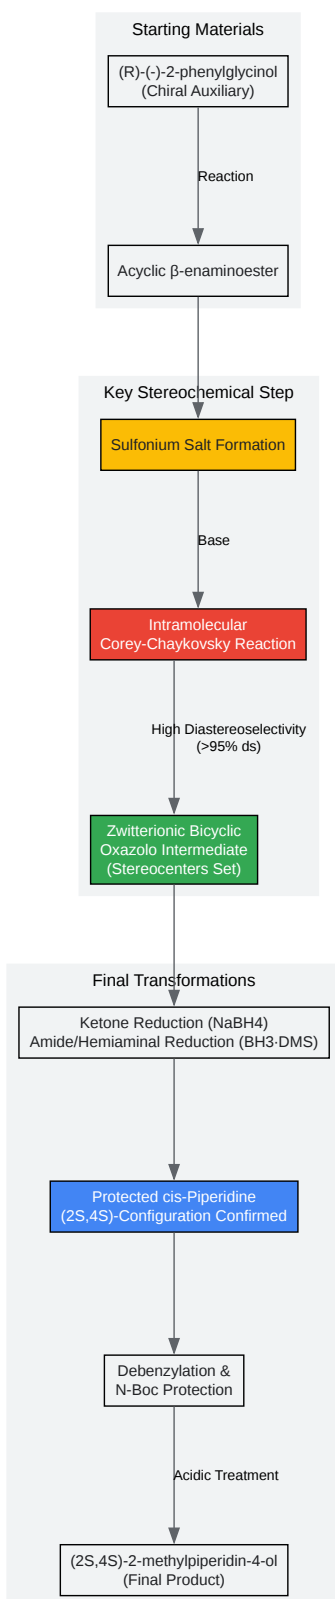 Starting Materials
(R)-(-)-2-phenylglycinol
(Chiral Auxiliary)
Reaction
Acyclic β-enaminoester
Key Stereochemical Step
Sulfonium Salt Formation
Base
Intramolecular
Corey-Chaykovsky Reaction
High Diastereoselectivity
(>95% ds)
Zwitterionic Bicyclic
Oxazolo Intermediate
(Stereocenters Set)
Final Transformations
Ketone Reduction (NaBH4)
Amide/Hemiaminal Reduction (BH3·DMS)
Protected cis-Piperidine
(2S,4S)-Configuration Confirmed
Debenzylation &
N-Boc Protection
Acidic Treatment
(2S,4S)-2-methylpiperidin-4-ol
(Final Product)